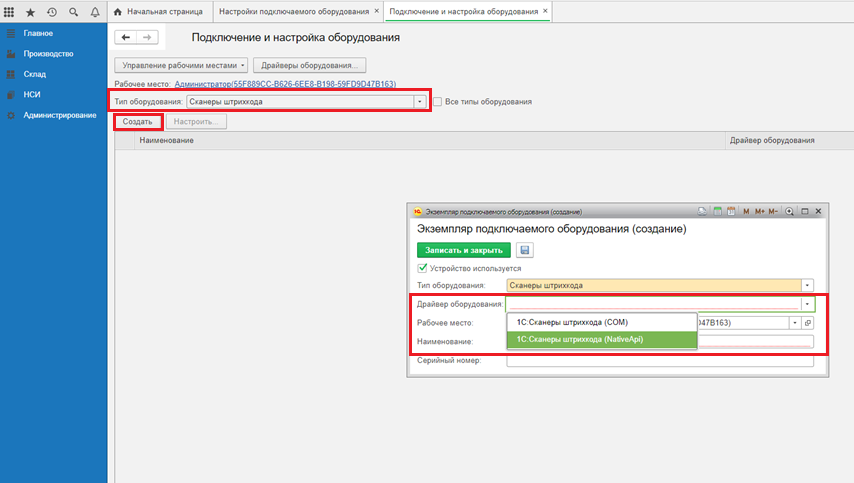 Начальная страница
Настройки подключаемого оборудования ×
Подключение и настройка оборудования ×
Главное
Производство
Склад
НСИ
Администрирование
Подключение и настройка оборудования
Управление рабочими местами
Драйверы оборудования...
Рабочее место: Администратор(55F889CC-B626-6EE8-B198-59FD9D47B163)
Тип оборудования: Сканеры штрихкода
Все типы оборудования
Создать Настроить...
Наименование Драйвер оборудования
1С Экземпляр подключаемого оборудования (создание) M M+ M-
Экземпляр подключаемого оборудования (создание)
Записать и закрыть
Устройство используется
Тип оборудования: Сканеры штрихкода
Драйвер оборудования:
Рабочее место: 1С:Сканеры штрихкода (COM) 047B163)
Наименование: 1С:Сканеры штрихкода (NativeApi)
Серийный номер: